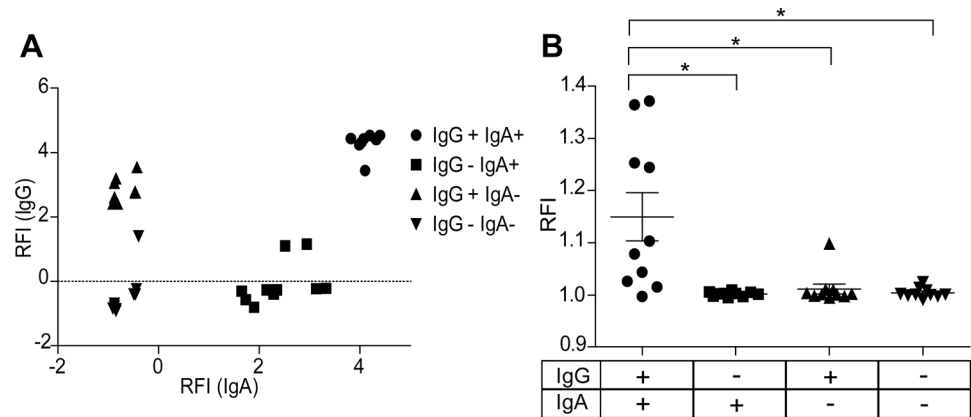 A
RFI (IgG)
6
4
2
0
-2
-2 0 2 4
RFI (IgA)
IgG + IgA+
IgG - IgA+
IgG + IgA-
IgG - IgA-
B
*
*
*
RFI
1.4
1.3
1.2
1.1
1.0
0.9
IgG + - + -
IgA + + - -